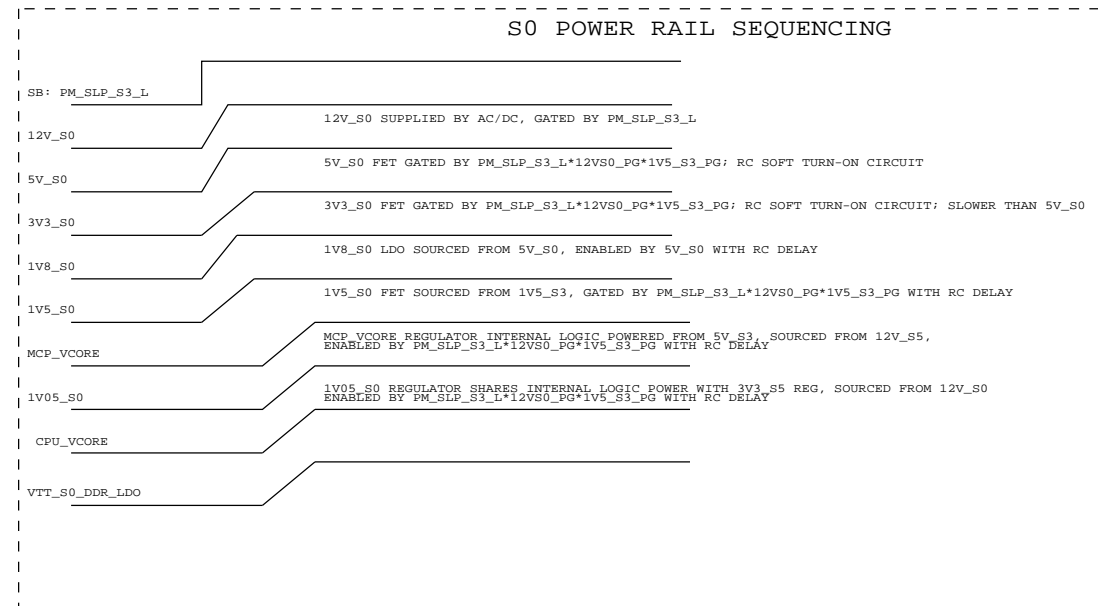 S0 POWER RAIL SEQUENCING
SB: PM_SLP_S3_L
12V_S0 SUPPLIED BY AC/DC, GATED BY PM_SLP_S3_L
12V_S0
5V_S0 FET GATED BY PM_SLP_S3_L*12VS0_PG*1V5_S3_PG; RC SOFT TURN-ON CIRCUIT
5V_S0
3V3_S0 FET GATED BY PM_SLP_S3_L*12VS0_PG*1V5_S3_PG; RC SOFT TURN-ON CIRCUIT; SLOWER THAN 5V_S0
3V3_S0
1V8_S0 LDO SOURCED FROM 5V_S0, ENABLED BY 5V_S0 WITH RC DELAY
1V8_S0
1V5_S0 FET SOURCED FROM 1V5_S3, GATED BY PM_SLP_S3_L*12VS0_PG*1V5_S3_PG WITH RC DELAY
1V5_S0
MCP_VCORE REGULATOR INTERNAL LOGIC POWERED FROM 5V_S3, SOURCED FROM 12V_S5,
ENABLED BY PM_SLP_S3_L*12VS0_PG*1V5_S3_PG WITH RC DELAY
MCP_VCORE
1V05_S0 REGULATOR SHARES INTERNAL LOGIC POWER WITH 3V3_S5 REG, SOURCED FROM 12V_S0
ENABLED BY PM_SLP_S3_L*12VS0_PG*1V5_S3_PG WITH RC DELAY
1V05_S0
CPU_VCORE
VTT_S0_DDR_LDO